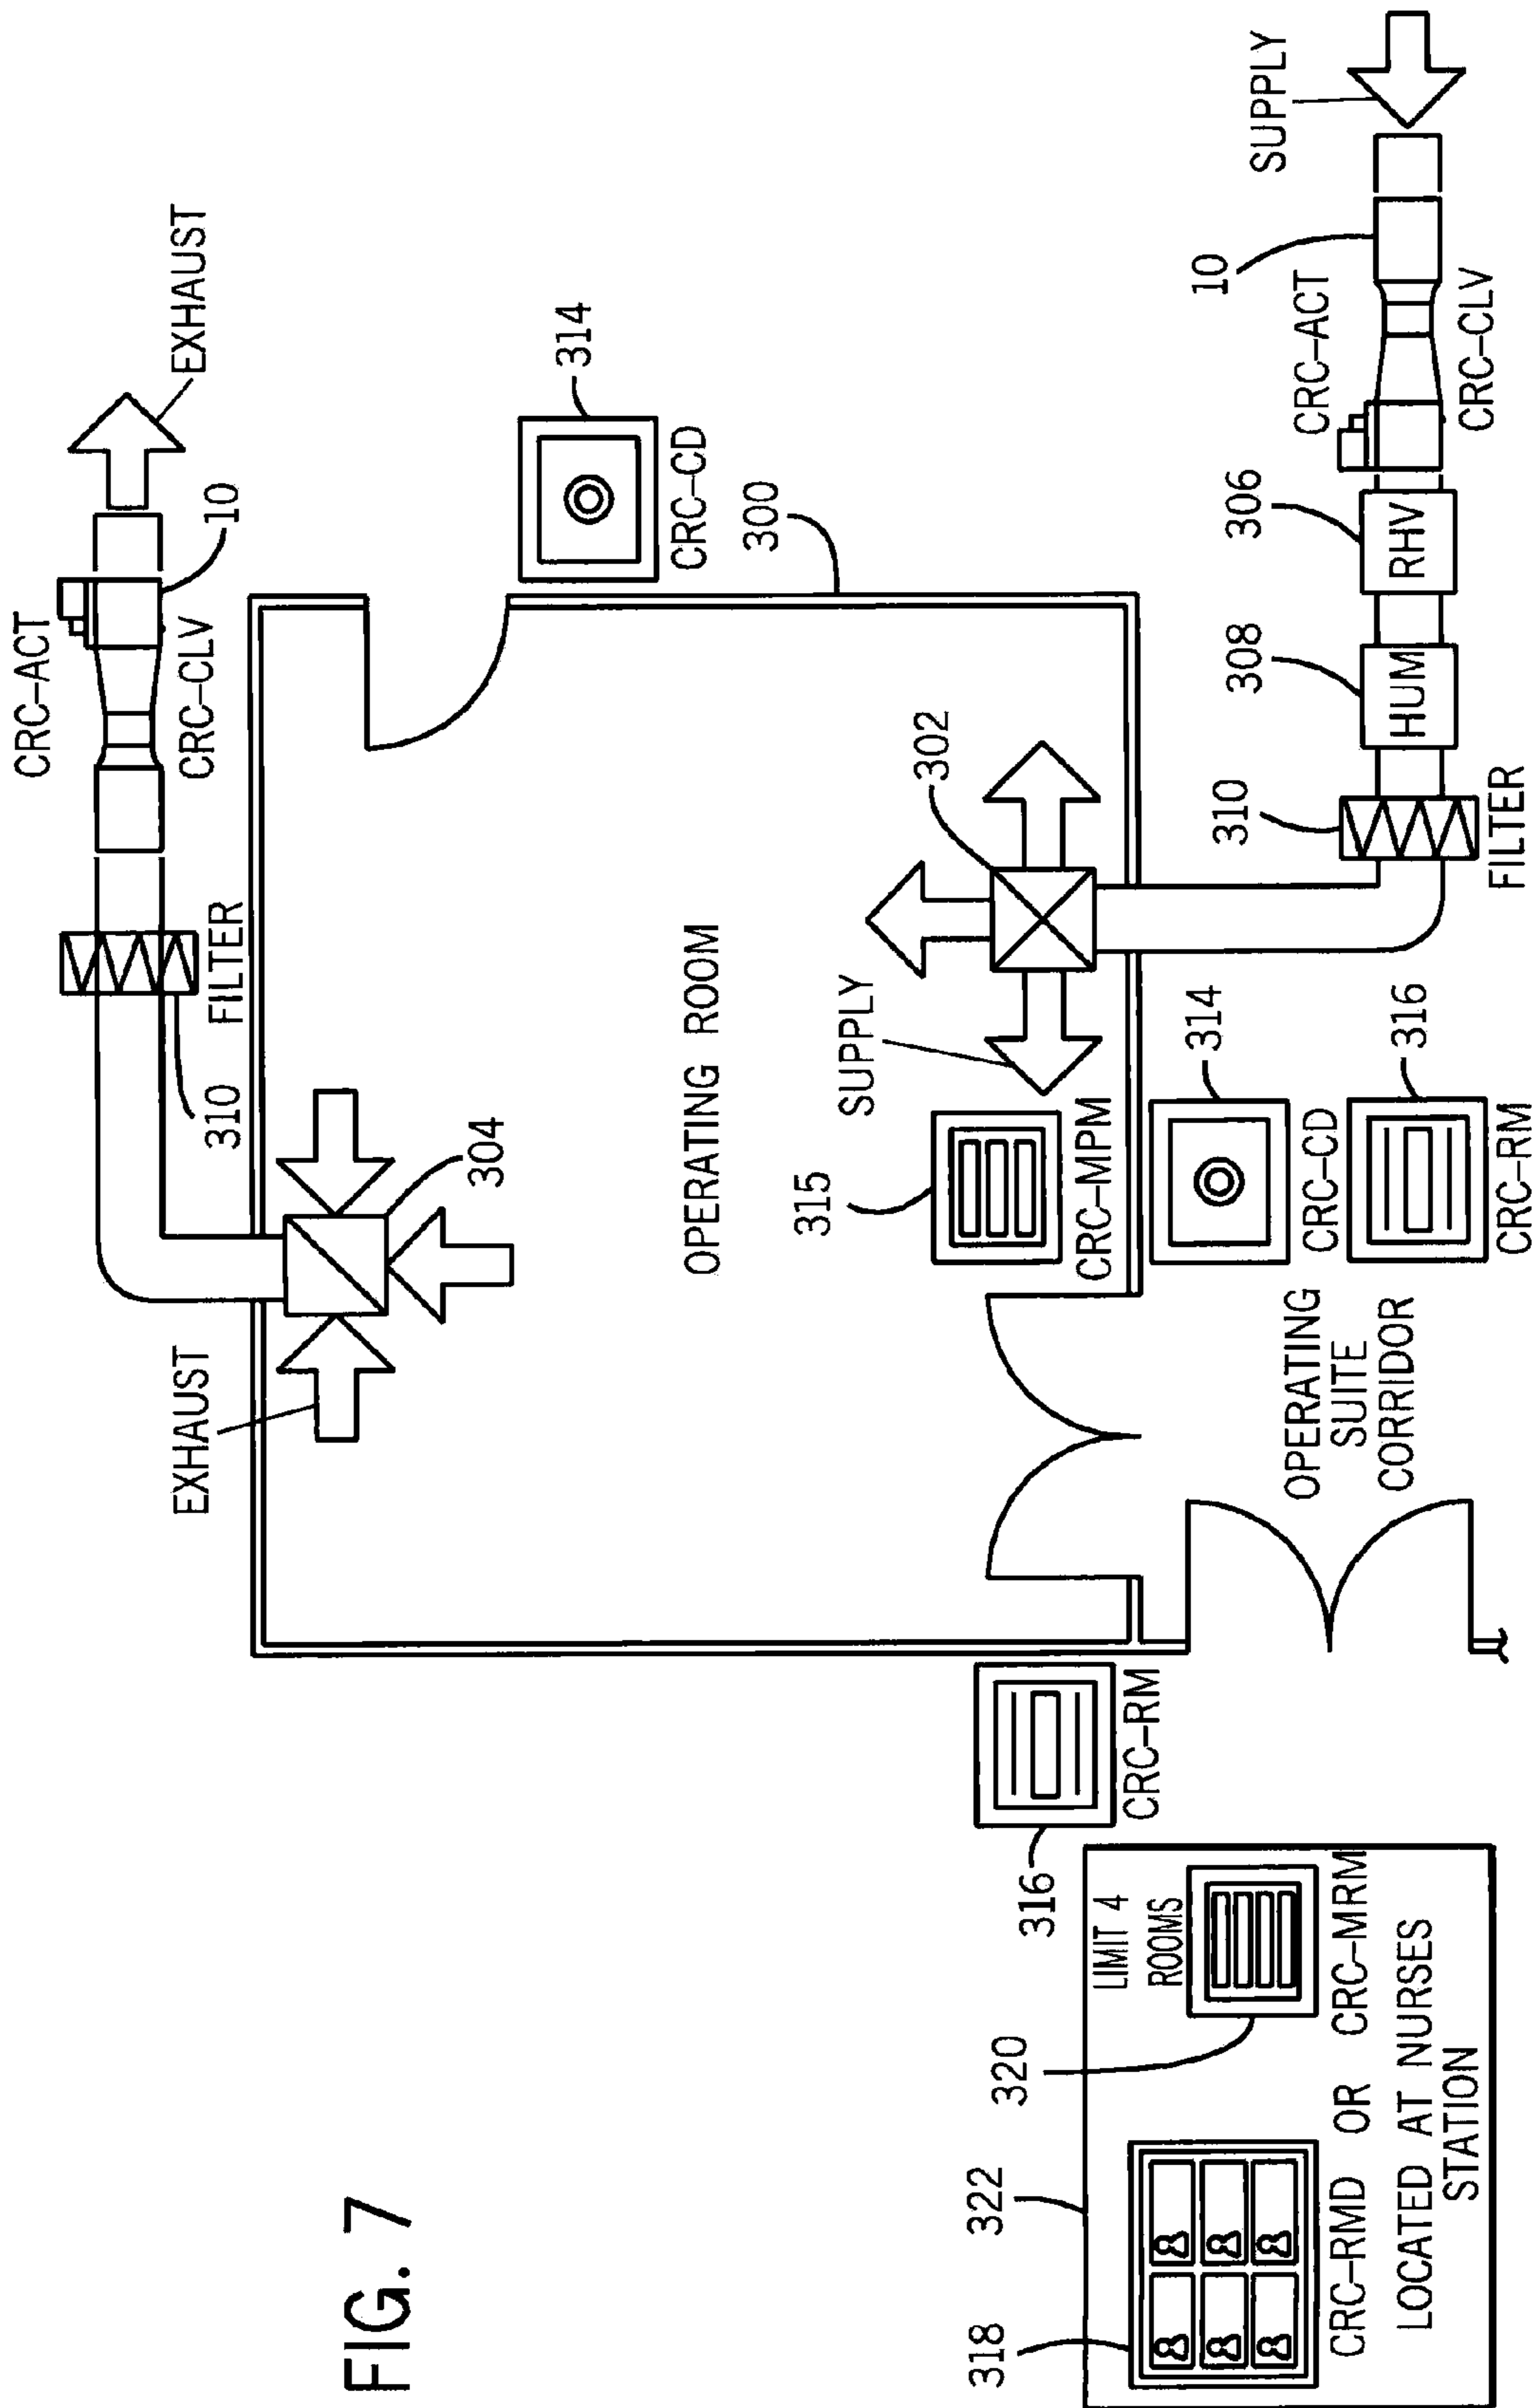 FIG. 7
EXHAUST
304
310
FILTER
CRC-ACT
CRC-CLV
10
EXHAUST
OPERATING ROOM
314
CRC-CD
300
SUPPLY
302
315
CRC-MPM
316
CRC-RM
314
CRC-CD
316
CRC-RM
OPERATING
SUITE
CORRIDOR
310
FILTER
308
HUM
306
RHV
CRC-ACT
CRC-CLV
10
SUPPLY
318
322
320
LIMIT 4
ROOMS
CRC-RMD OR CRC-MRM
LOCATED AT NURSES
STATION